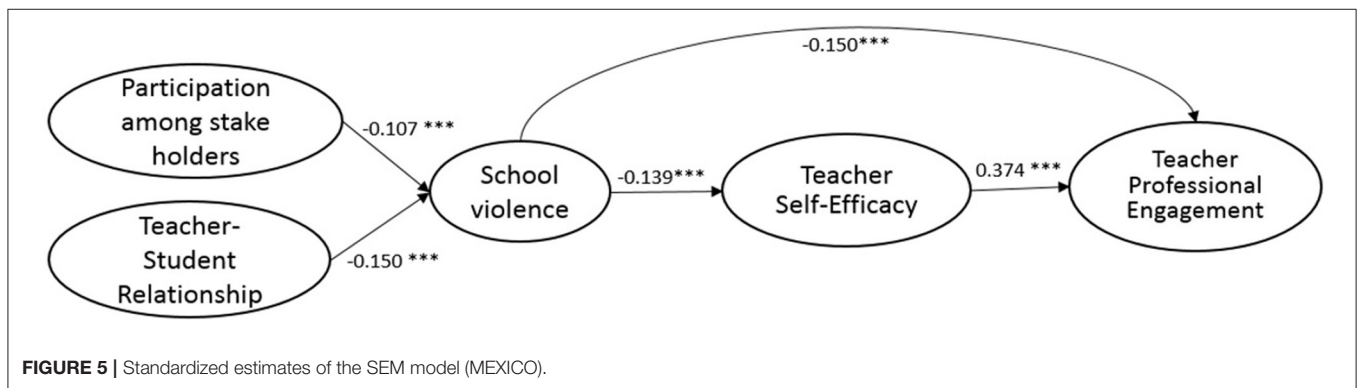 -0.150***
Participation
among stake
holders
-0.107 ***
School
violence
-0.139***
Teacher
Self-Efficacy
0.374 ***
Teacher
Professional
Engagement
Teacher-
Student
Relationship
-0.150 ***
FIGURE 5 | Standardized estimates of the SEM model (MEXICO).